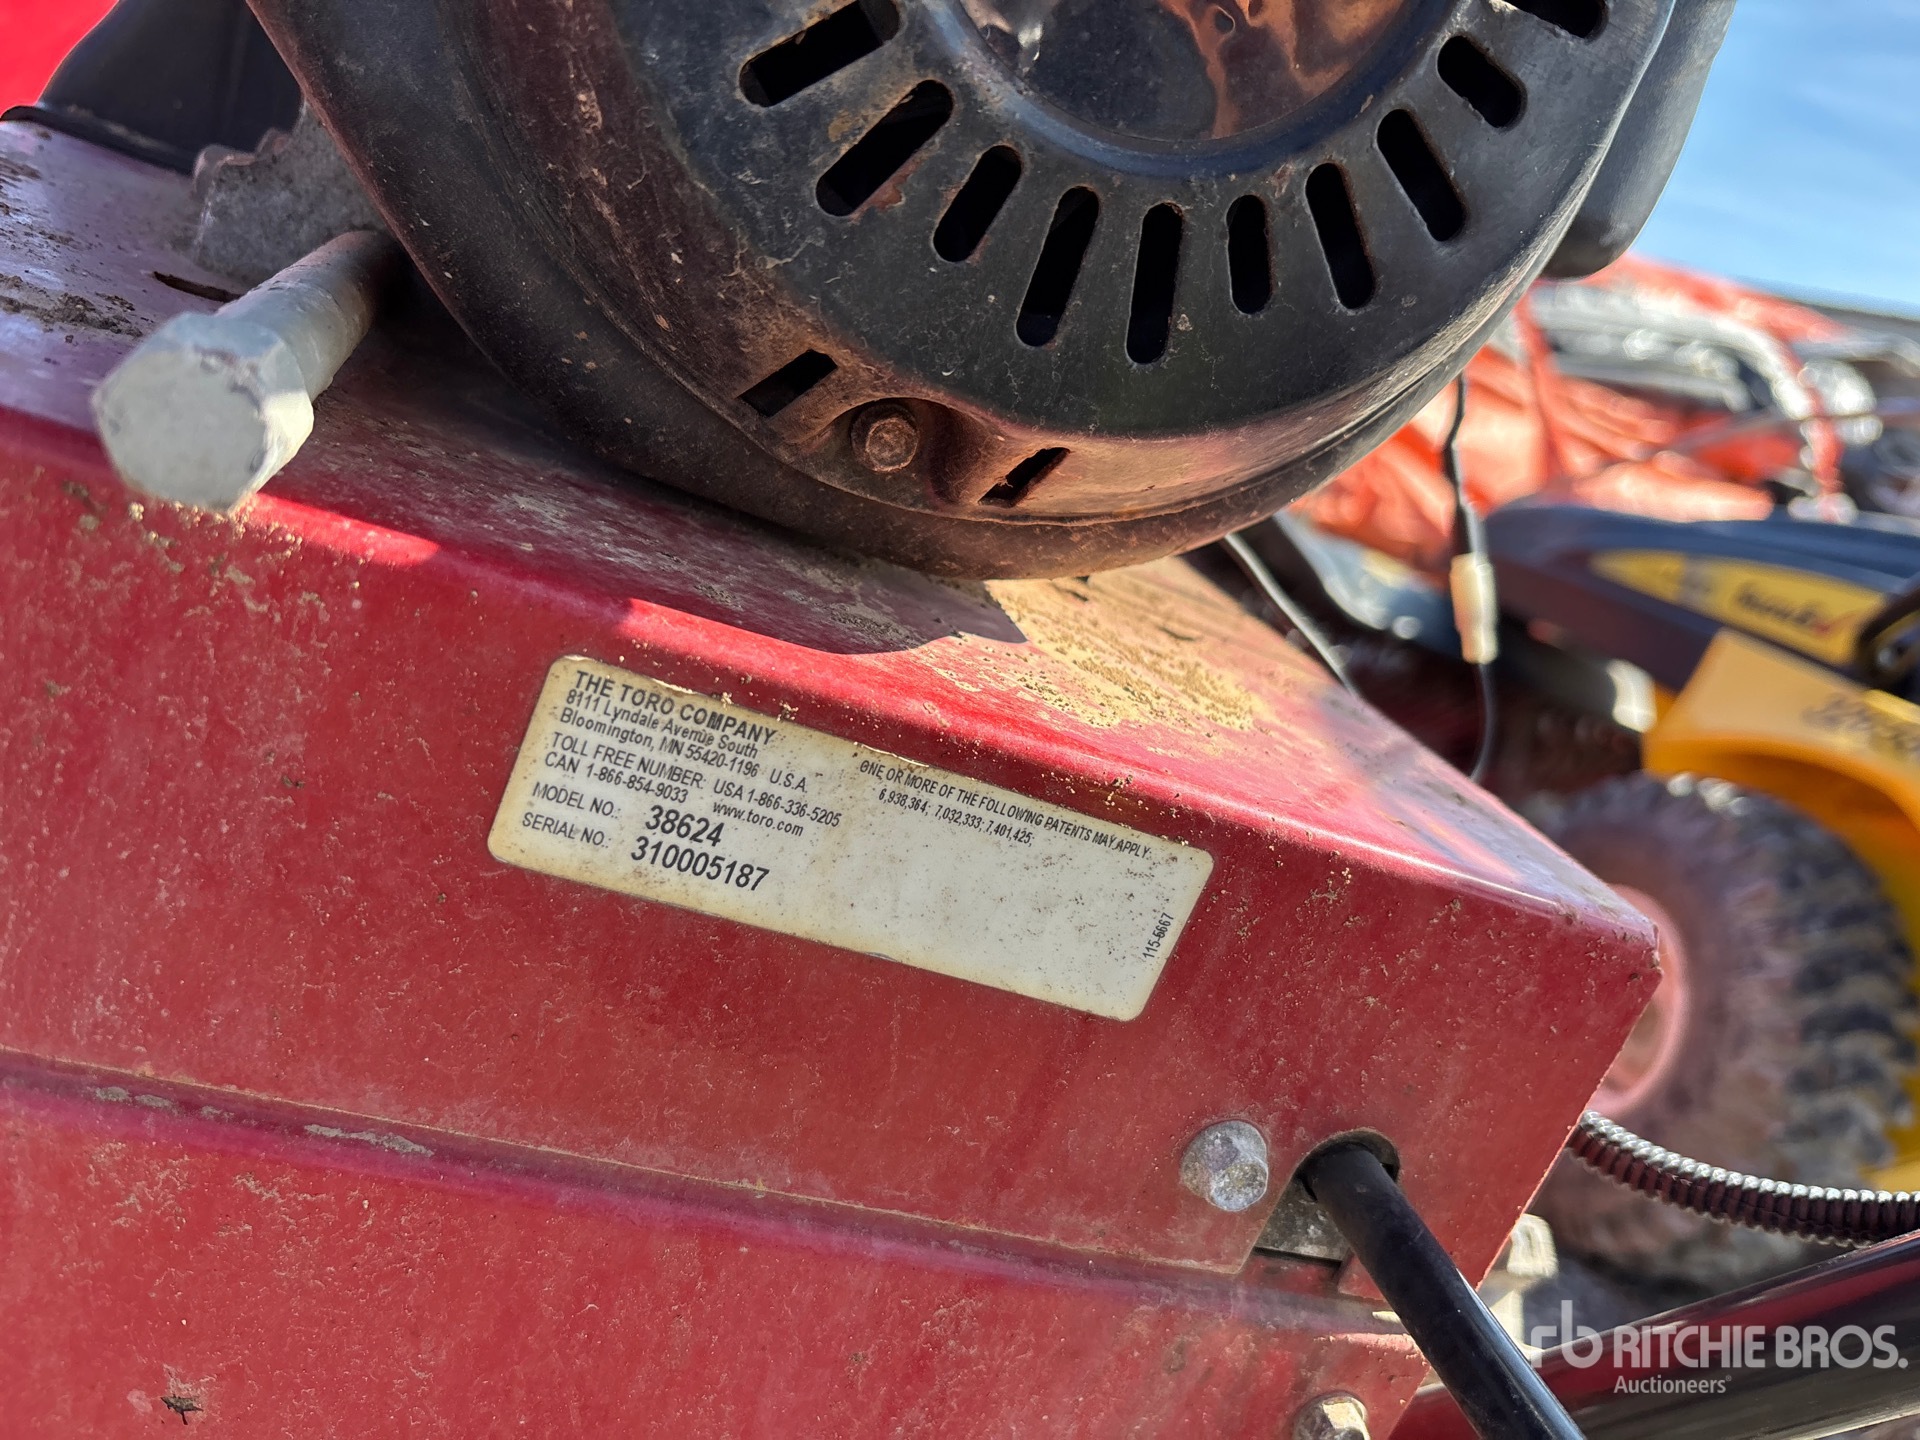 THE TORO COMPANY
8111 Lyndale Avenue South
Bloomington, MN 55420-1196 U.S.A.
TOLL FREE NUMBER: USA 1-866-336-5205
CAN 1-866-854-9033 www.toro.com
MODEL NO.: 38624
SERIAL NO.: 310005187
ONE OR MORE OF THE FOLLOWING PATENTS MAY APPLY:
6,938,364; 7,032,333; 7,401,425;
115-5667
rb RITCHIE BROS.
Auctioneers